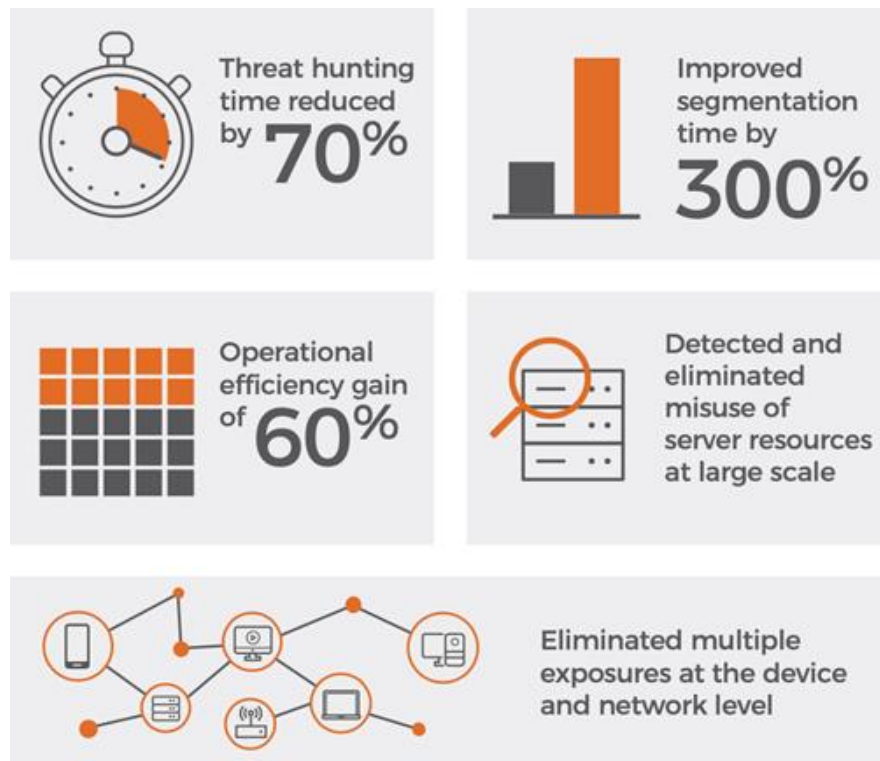 Threat hunting
time reduced
by 70%
Improved
segmentation
time by
300%
Operational
efficiency gain
of 60%
Detected and
eliminated
misuse of
server resources
at large scale
Eliminated multiple
exposures at the device
and network level